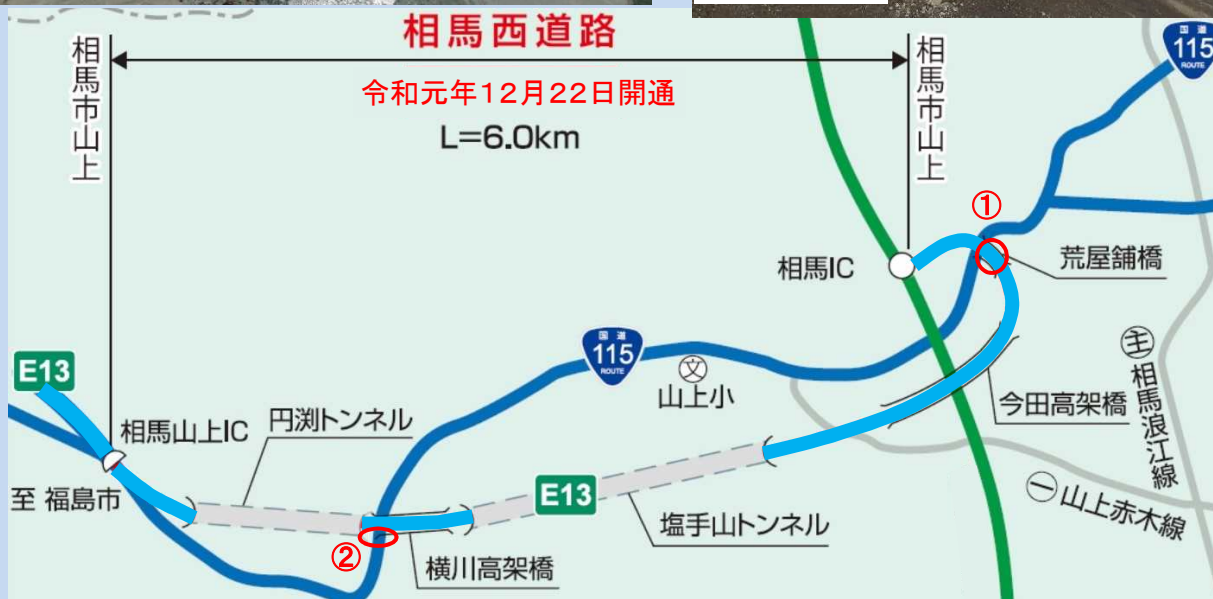 相馬西道路
令和元年12月22日開通
L=6.0km
相馬市山上
相馬市山上
国道
115
ROUTE
①
荒屋舗橋
相馬IC
国道
115
ROUTE
文
山上小
主
相馬浪江線
E13
相馬山上IC
円渕トンネル
今田高架橋
至 福島市
E13
塩手山トンネル
一
山上赤木線
②
横川高架橋